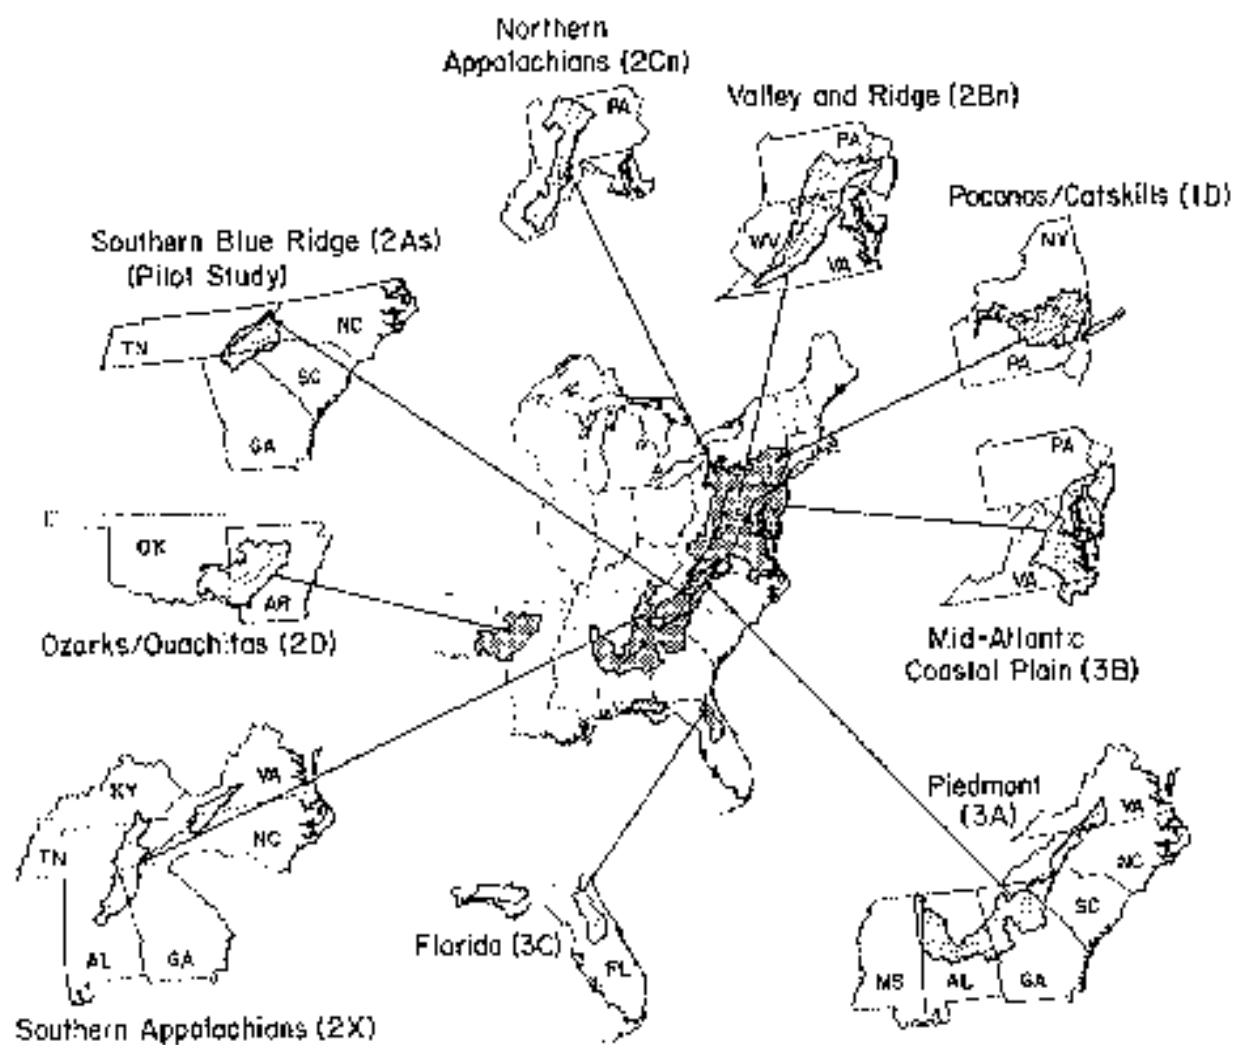 Northern
Appalachians (2Cn)
PA
Valley and Ridge (2Bn)
PA
WV
VA
Poconos/Catskills (1D)
NY
PA
Southern Blue Ridge (2As)
(Pilot Study)
TN
NC
SC
GA
PA
VA
Mid-Atlantic
Coastal Plain (3B)
OK
AR
Ozarks/Ouachitas (2D)
KY
VA
TN
NC
AL
GA
Southern Appalachians (2X)
Florida (3C)
FL
Piedmont
(3A)
VA
NC
SC
MS
AL
GA